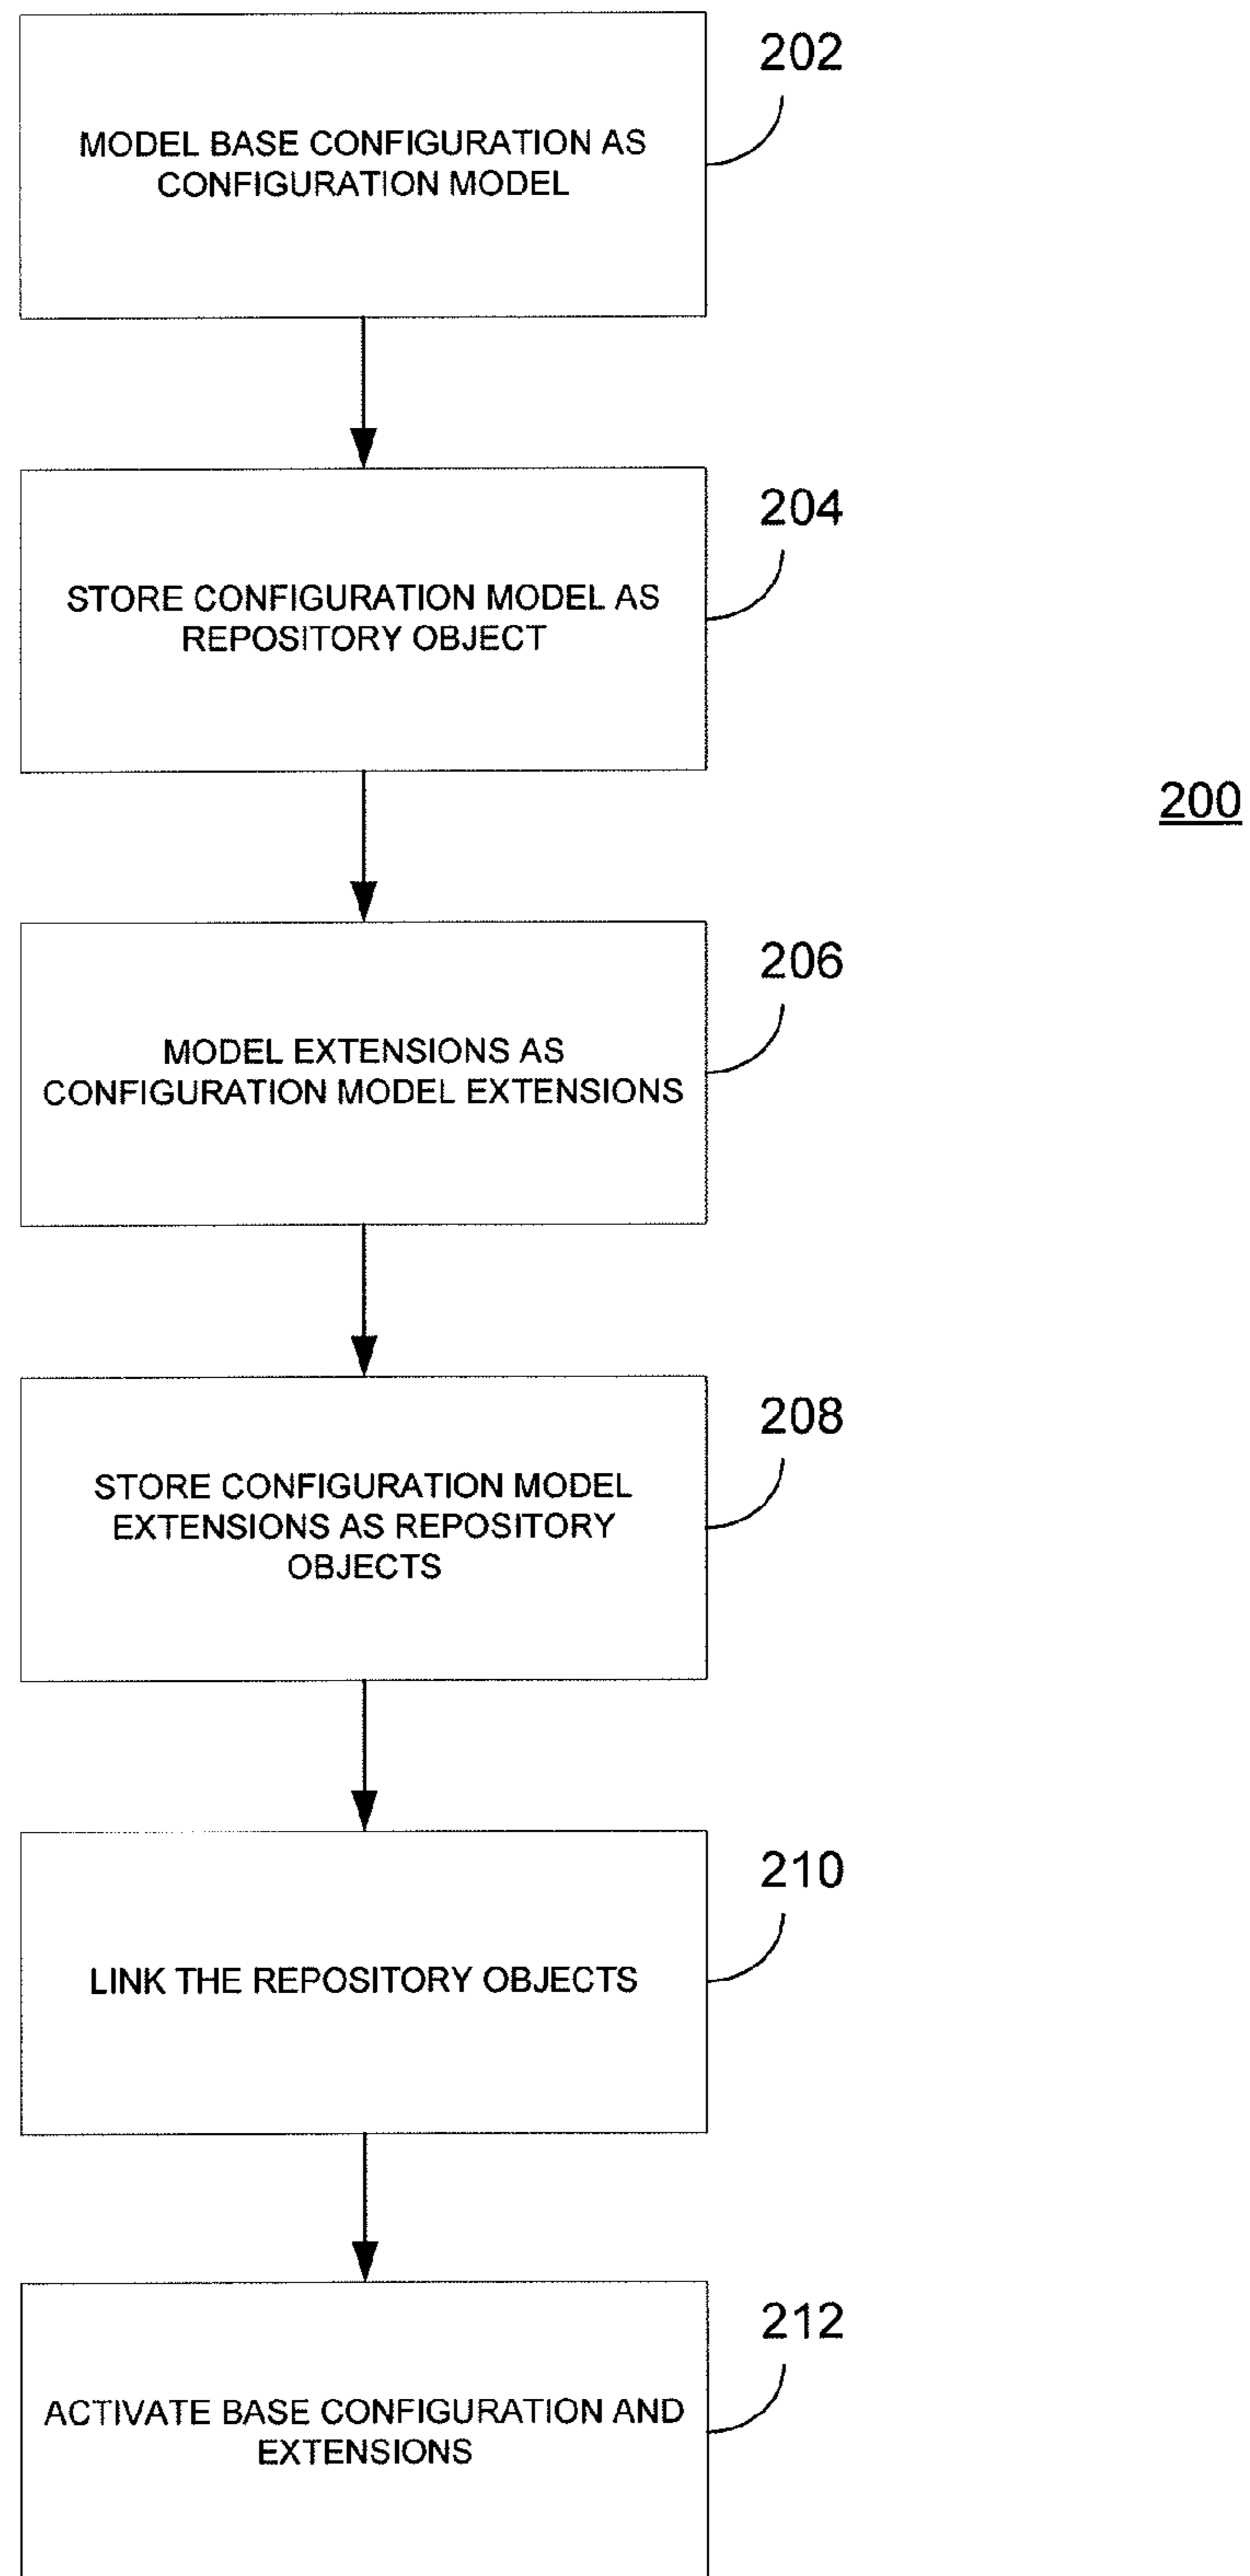 202
MODEL BASE CONFIGURATION AS
CONFIGURATION MODEL
204
STORE CONFIGURATION MODEL AS
REPOSITORY OBJECT
200
206
MODEL EXTENSIONS AS
CONFIGURATION MODEL EXTENSIONS
208
STORE CONFIGURATION MODEL
EXTENSIONS AS REPOSITORY
OBJECTS
210
LINK THE REPOSITORY OBJECTS
212
ACTIVATE BASE CONFIGURATION AND
EXTENSIONS